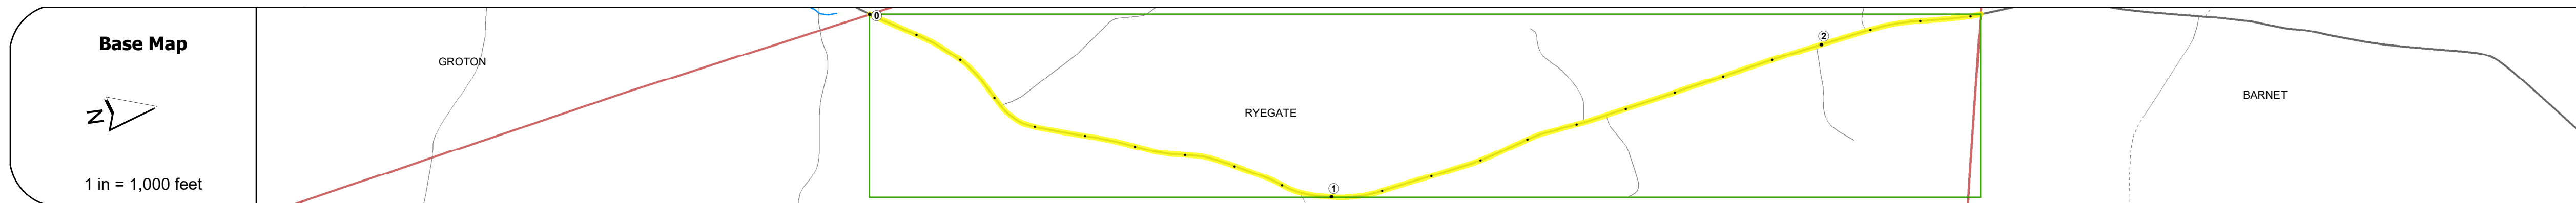 Base Map
N
1 in = 1,000 feet
GROTON
0
RYEGATE
1
2
BARNET